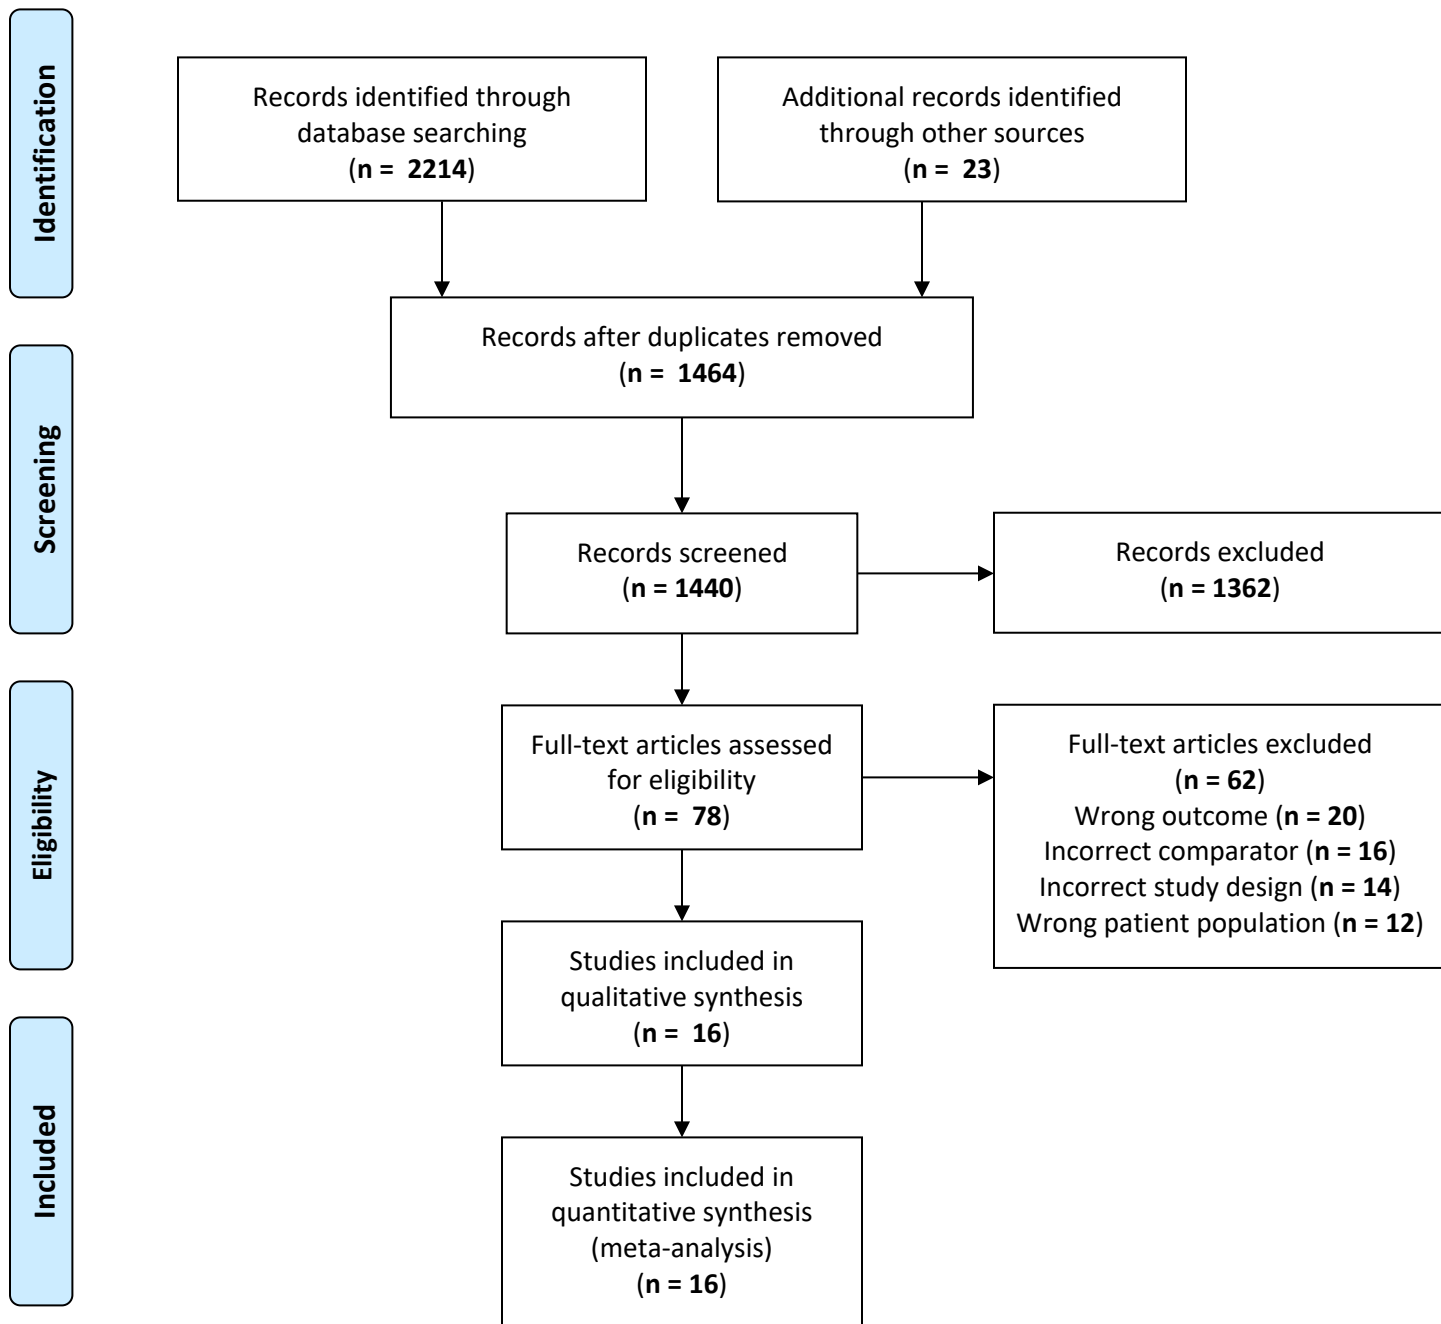 Identification
Records identified through
database searching
(n = 2214)
Additional records identified
through other sources
(n = 23)
Records after duplicates removed
(n = 1464)
Screening
Records screened
(n = 1440)
Records excluded
(n = 1362)
Eligibility
Full-text articles assessed
for eligibility
(n = 78)
Full-text articles excluded
(n = 62)
Wrong outcome (n = 20)
Incorrect comparator (n = 16)
Incorrect study design (n = 14)
Wrong patient population (n = 12)
Studies included in
qualitative synthesis
(n = 16)
Included
Studies included in
quantitative synthesis
(meta-analysis)
(n = 16)